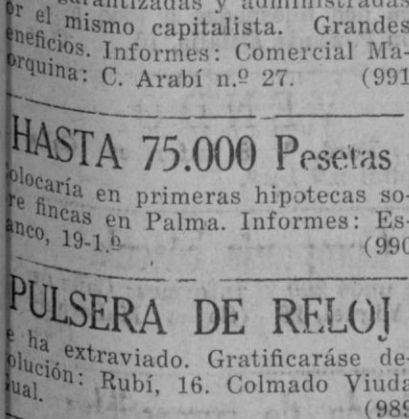 garantizadas y administradas
or el mismo capitalista. Grandes
eneficios. Informes: Comercial Ma-
orquina: C. Arabí n.º 27. (991
HASTA 75.000 Pesetas
olocaría en primeras hipotecas so-
re fincas en Palma. Informes: Es-
anco, 19-1.º (990
PULSERA DE RELOJ
e ha extraviado. Gratificaráse de-
olución: Rubí, 16. Colmado Viuda
ual. (989